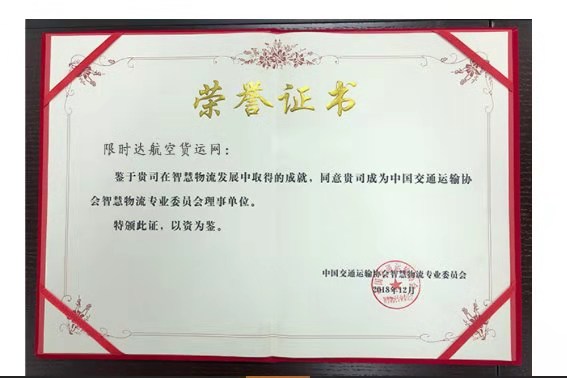 荣誉证书
限时达航空货运网：
鉴于贵司在智慧物流发展中取得的成就，同意贵司成为中国交通运输协
会智慧物流专业委员会理事单位。
特颁此证，以资为鉴。
中国交通运输协会智慧物流专业委员会
2018年12月